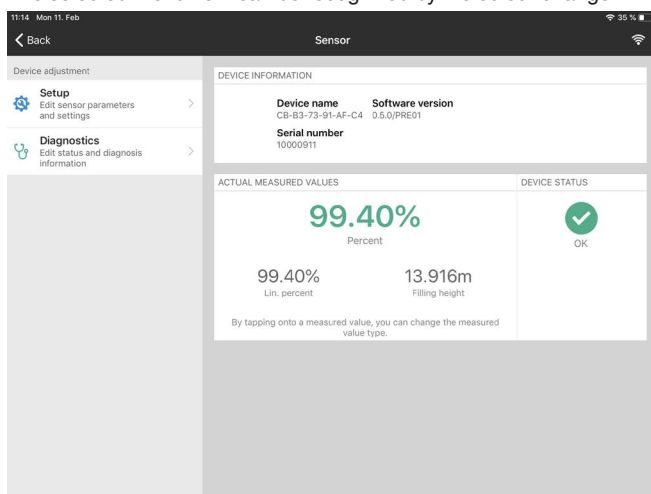 11:14 Mon 11. Feb
35 %
Back
Sensor
Device adjustment
Setup
Edit sensor parameters
and settings
Diagnostics
Edit status and diagnosis
information
DEVICE INFORMATION
Device name Software version
CB-B3-73-91-AF-C4 0.5.0/PRE01
Serial number
10000911
ACTUAL MEASURED VALUES
DEVICE STATUS
99.40%
Percent
OK
99.40% 13.916m
Lin. percent Filling height
By tapping onto a measured value, you can change the measured
value type.